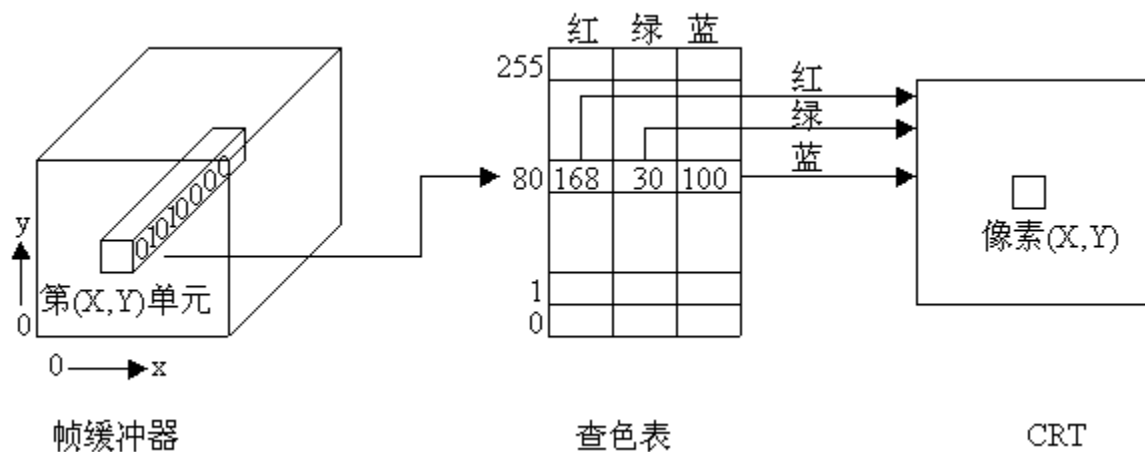 红 绿 蓝
255
红
绿
蓝
01010000
80 168 30 100
y
第(X,Y)单元
0
0 x
1
0
像素(X,Y)
帧缓冲器
查色表
CRT